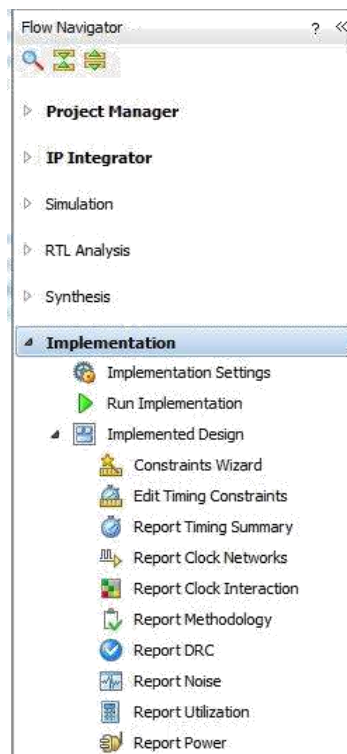 Flow Navigator ? «
Project Manager
IP Integrator
Simulation
RTL Analysis
Synthesis
Implementation
Implementation Settings
Run Implementation
Implemented Design
Constraints Wizard
Edit Timing Constraints
Report Timing Summary
Report Clock Networks
Report Clock Interaction
Report Methodology
Report DRC
Report Noise
Report Utilization
Report Power